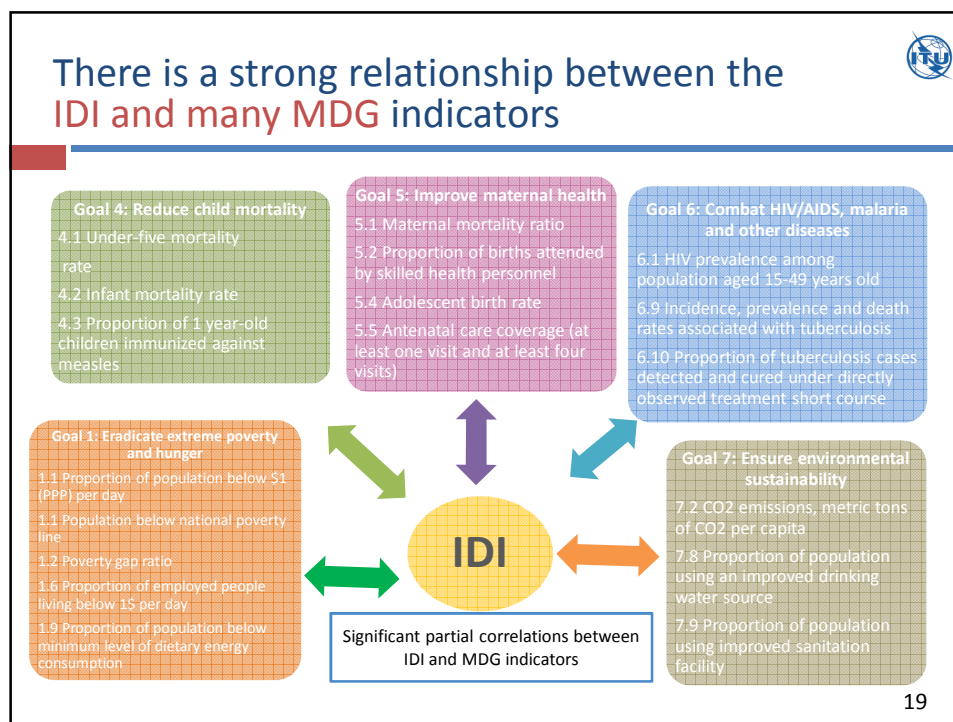 There is a strong relationship between the
IDI and many MDG indicators
ITU
Goal 4: Reduce child mortality
4.1 Under-five mortality
rate
4.2 Infant mortality rate
4.3 Proportion of 1 year-old
children immunized against
measles
Goal 5: Improve maternal health
5.1 Maternal mortality ratio
5.2 Proportion of births attended
by skilled health personnel
5.4 Adolescent birth rate
5.5 Antenatal care coverage (at
least one visit and at least four
visits)
Goal 6: Combat HIV/AIDS, malaria
and other diseases
6.1 HIV prevalence among
population aged 15-49 years old
6.9 Incidence, prevalence and death
rates associated with tuberculosis
6.10 Proportion of tuberculosis cases
detected and cured under directly
observed treatment short course
Goal 1: Eradicate extreme poverty
and hunger
1.1 Proportion of population below $1
(PPP) per day
1.1 Population below national poverty
line
1.2 Poverty gap ratio
1.6 Proportion of employed people
living below 1$ per day
1.9 Proportion of population below
minimum level of dietary energy
consumption
IDI
Significant partial correlations between
IDI and MDG indicators
Goal 7: Ensure environmental
sustainability
7.2 CO2 emissions, metric tons
of CO2 per capita
7.8 Proportion of population
using an improved drinking
water source
7.9 Proportion of population
using improved sanitation
facility
19